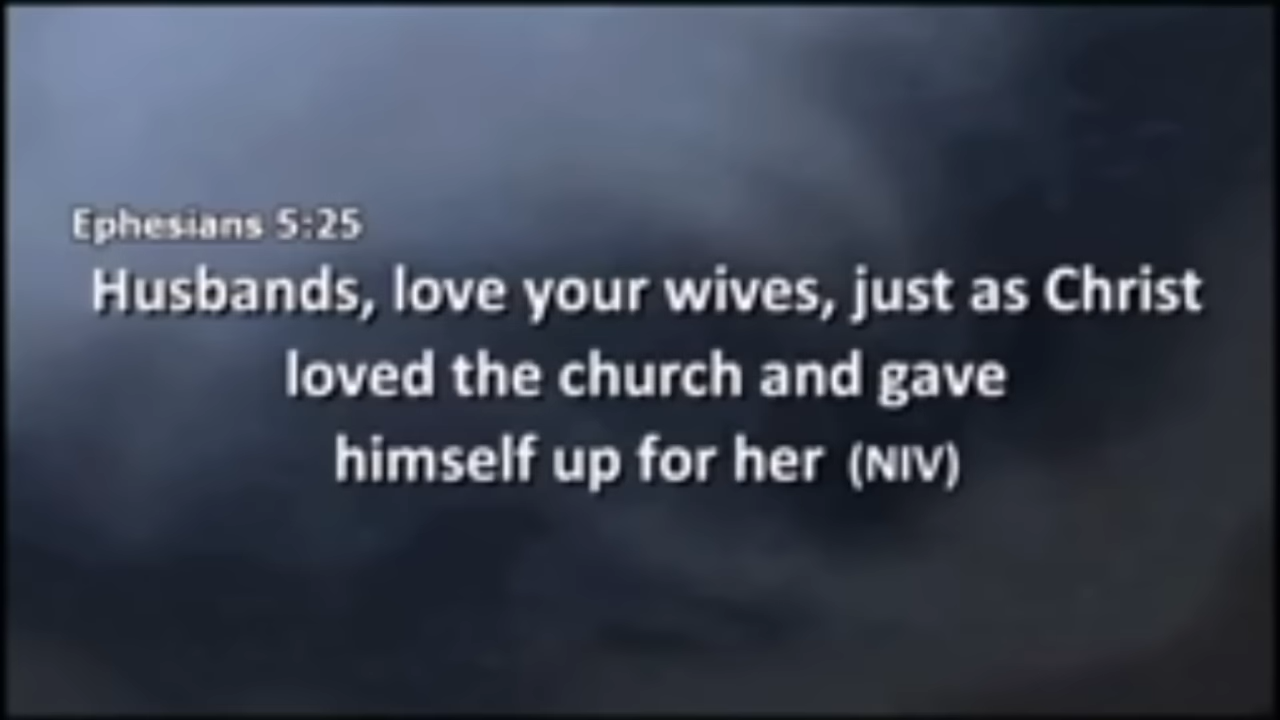 Ephesians 5:25
Husbands, love your wives, just as Christ
loved the church and gave
himself up for her (NIV)